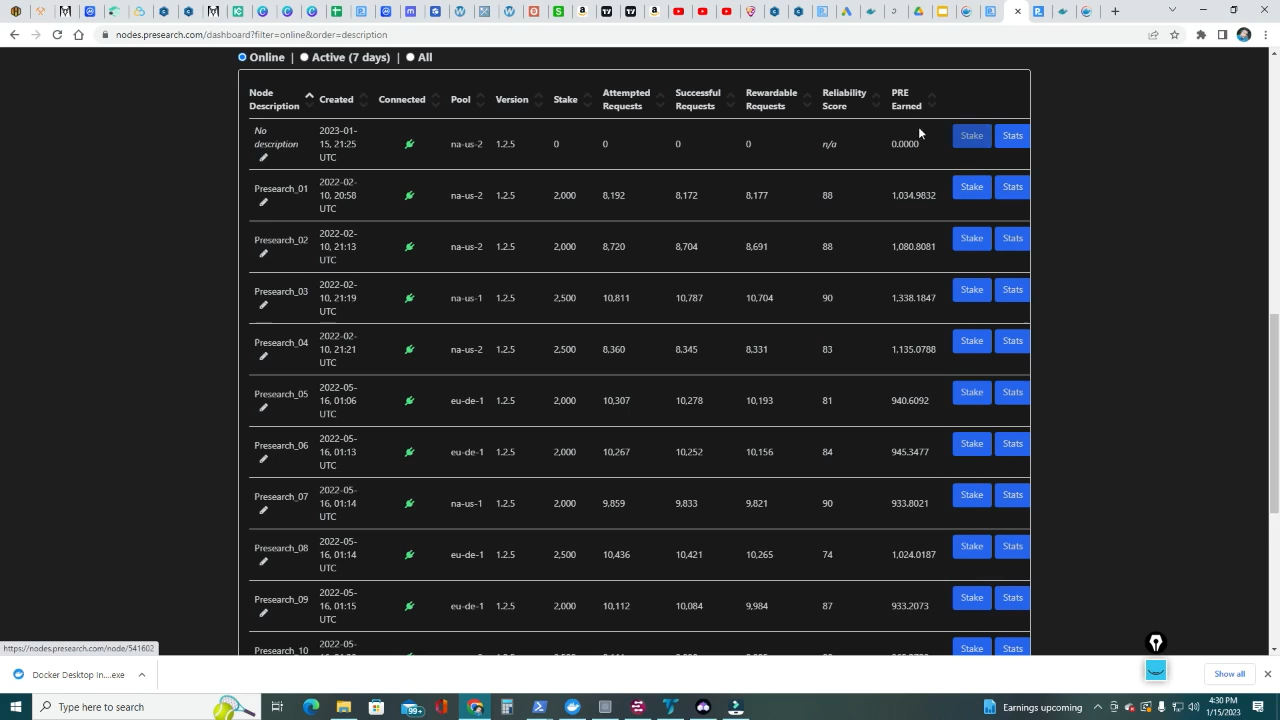 nodes.presearch.com/dashboard?filter=online&order=description
Online | Active (7 days) | All
Node Description Created Connected Pool Version Stake Attempted Requests Successful Requests Rewardable Requests Reliability Score PRE Earned
No description 2023-01-15, 21:25 UTC na-us-2 1.2.5 0 0 0 0 n/a 0.0000 Stake Stats
Presearch_01 2022-02-10, 20:58 UTC na-us-2 1.2.5 2,000 8,192 8,172 8,177 88 1,034.9832 Stake Stats
Presearch_02 2022-02-10, 21:13 UTC na-us-2 1.2.5 2,000 8,720 8,704 8,691 88 1,080.8081 Stake Stats
Presearch_03 2022-02-10, 21:19 UTC na-us-1 1.2.5 2,500 10,811 10,787 10,704 90 1,338.1847 Stake Stats
Presearch_04 2022-02-10, 21:21 UTC na-us-2 1.2.5 2,500 8,360 8,345 8,331 83 1,135.0788 Stake Stats
Presearch_05 2022-05-16, 01:06 UTC eu-de-1 1.2.5 2,000 10,307 10,278 10,193 81 940.6092 Stake Stats
Presearch_06 2022-05-16, 01:13 UTC eu-de-1 1.2.5 2,000 10,267 10,252 10,156 84 945.3477 Stake Stats
Presearch_07 2022-05-16, 01:14 UTC na-us-1 1.2.5 2,000 9,859 9,833 9,821 90 933.8021 Stake Stats
Presearch_08 2022-05-16, 01:14 UTC eu-de-1 1.2.5 2,500 10,436 10,421 10,265 74 1,024.0187 Stake Stats
Presearch_09 2022-05-16, 01:15 UTC eu-de-1 1.2.5 2,000 10,112 10,084 9,984 87 933.2073 Stake Stats
Presearch_10 2022-05- Stake Stats
https://nodes.presearch.com/node/541602
Docker Desktop In....exe
Show all
Type here to search
99+
Earnings upcoming
4:30 PM
1/15/2023